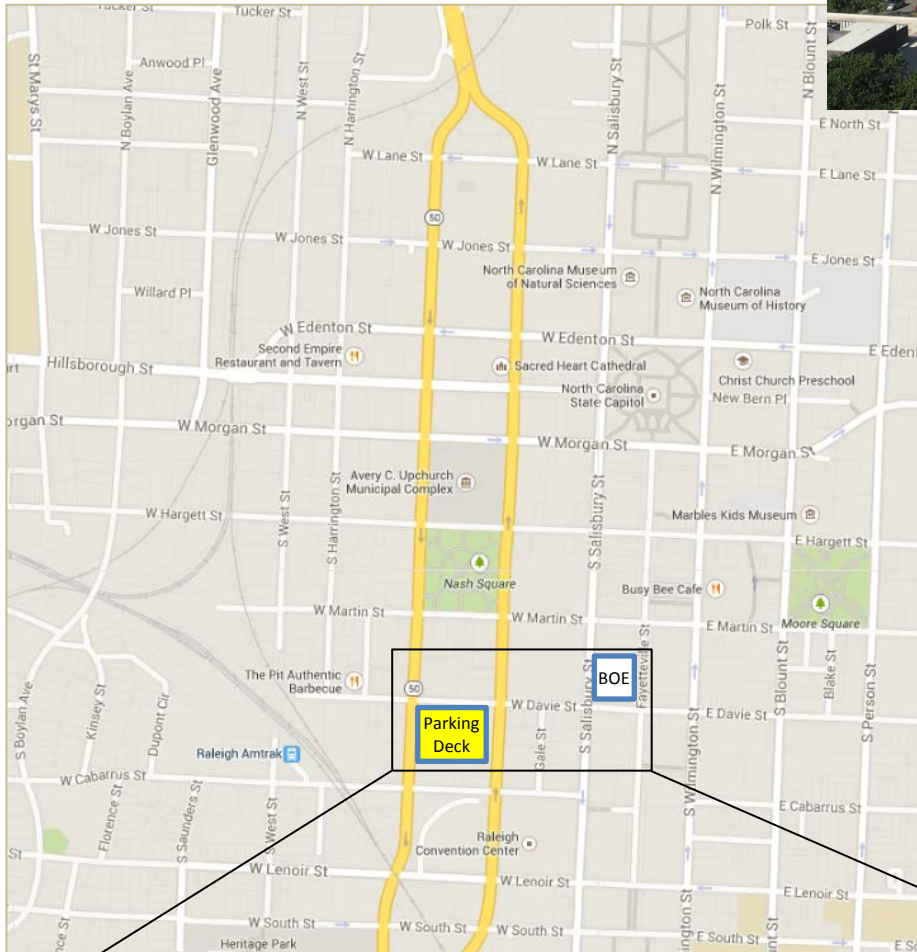 Tucker St
Tucker St
Polk St
St Marys St
N Boylan Ave
Anwood Pl
Glenwood Ave
N West St
N Harrington St
N Salisbury St
N Wilmington St
N Blount St
E North St
W Lane St
W Lane St
E Lane St
50
W Jones St
W Jones St
W Jones St
E Jones St
North Carolina Museum
of Natural Sciences
North Carolina
Museum of History
Willard Pl
W Edenton St
W Edenton St
E Edent
Second Empire
Restaurant and Tavern
Hillsborough St
Sacred Heart Cathedral
Christ Church Preschool
North Carolina
State Capitol
New Bern Pl
organ St
W Morgan St
W Morgan St
E Morgan St
Avery C. Upchurch
Municipal Complex
W Hargett St
S West St
S Harrington St
S Salisbury St
Marbles Kids Museum
E Hargett St
Nash Square
Busy Bee Cafe
Moore Square
W Martin St
W Martin St
E Martin St
The Pit Authentic
Barbecue
50
BOE
Fayetteville St
S Blount St
Blake St
S Person St
S Boylan Ave
Kinsey St
Dupont Cir
W Davie St
E Davie St
Parking
Deck
Gale St
S Salisbury St
S Wilmington St
Raleigh Amtrak
W Cabarrus St
E Cabarrus St
Florence St
S Saunders St
S West St
Raleigh
Convention Center
St
W Lenoir St
W Lenoir St
E Lenoir St
W South St
W South St
E South St
Heritage Park